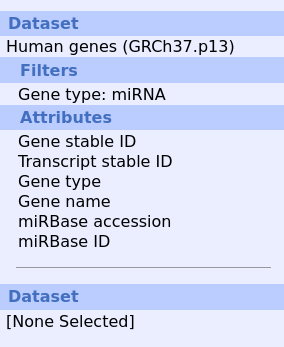 Dataset
Human genes (GRCh37.p13)
Filters
Gene type: miRNA
Attributes
Gene stable ID
Transcript stable ID
Gene type
Gene name
miRBase accession
miRBase ID
Dataset
[None Selected]